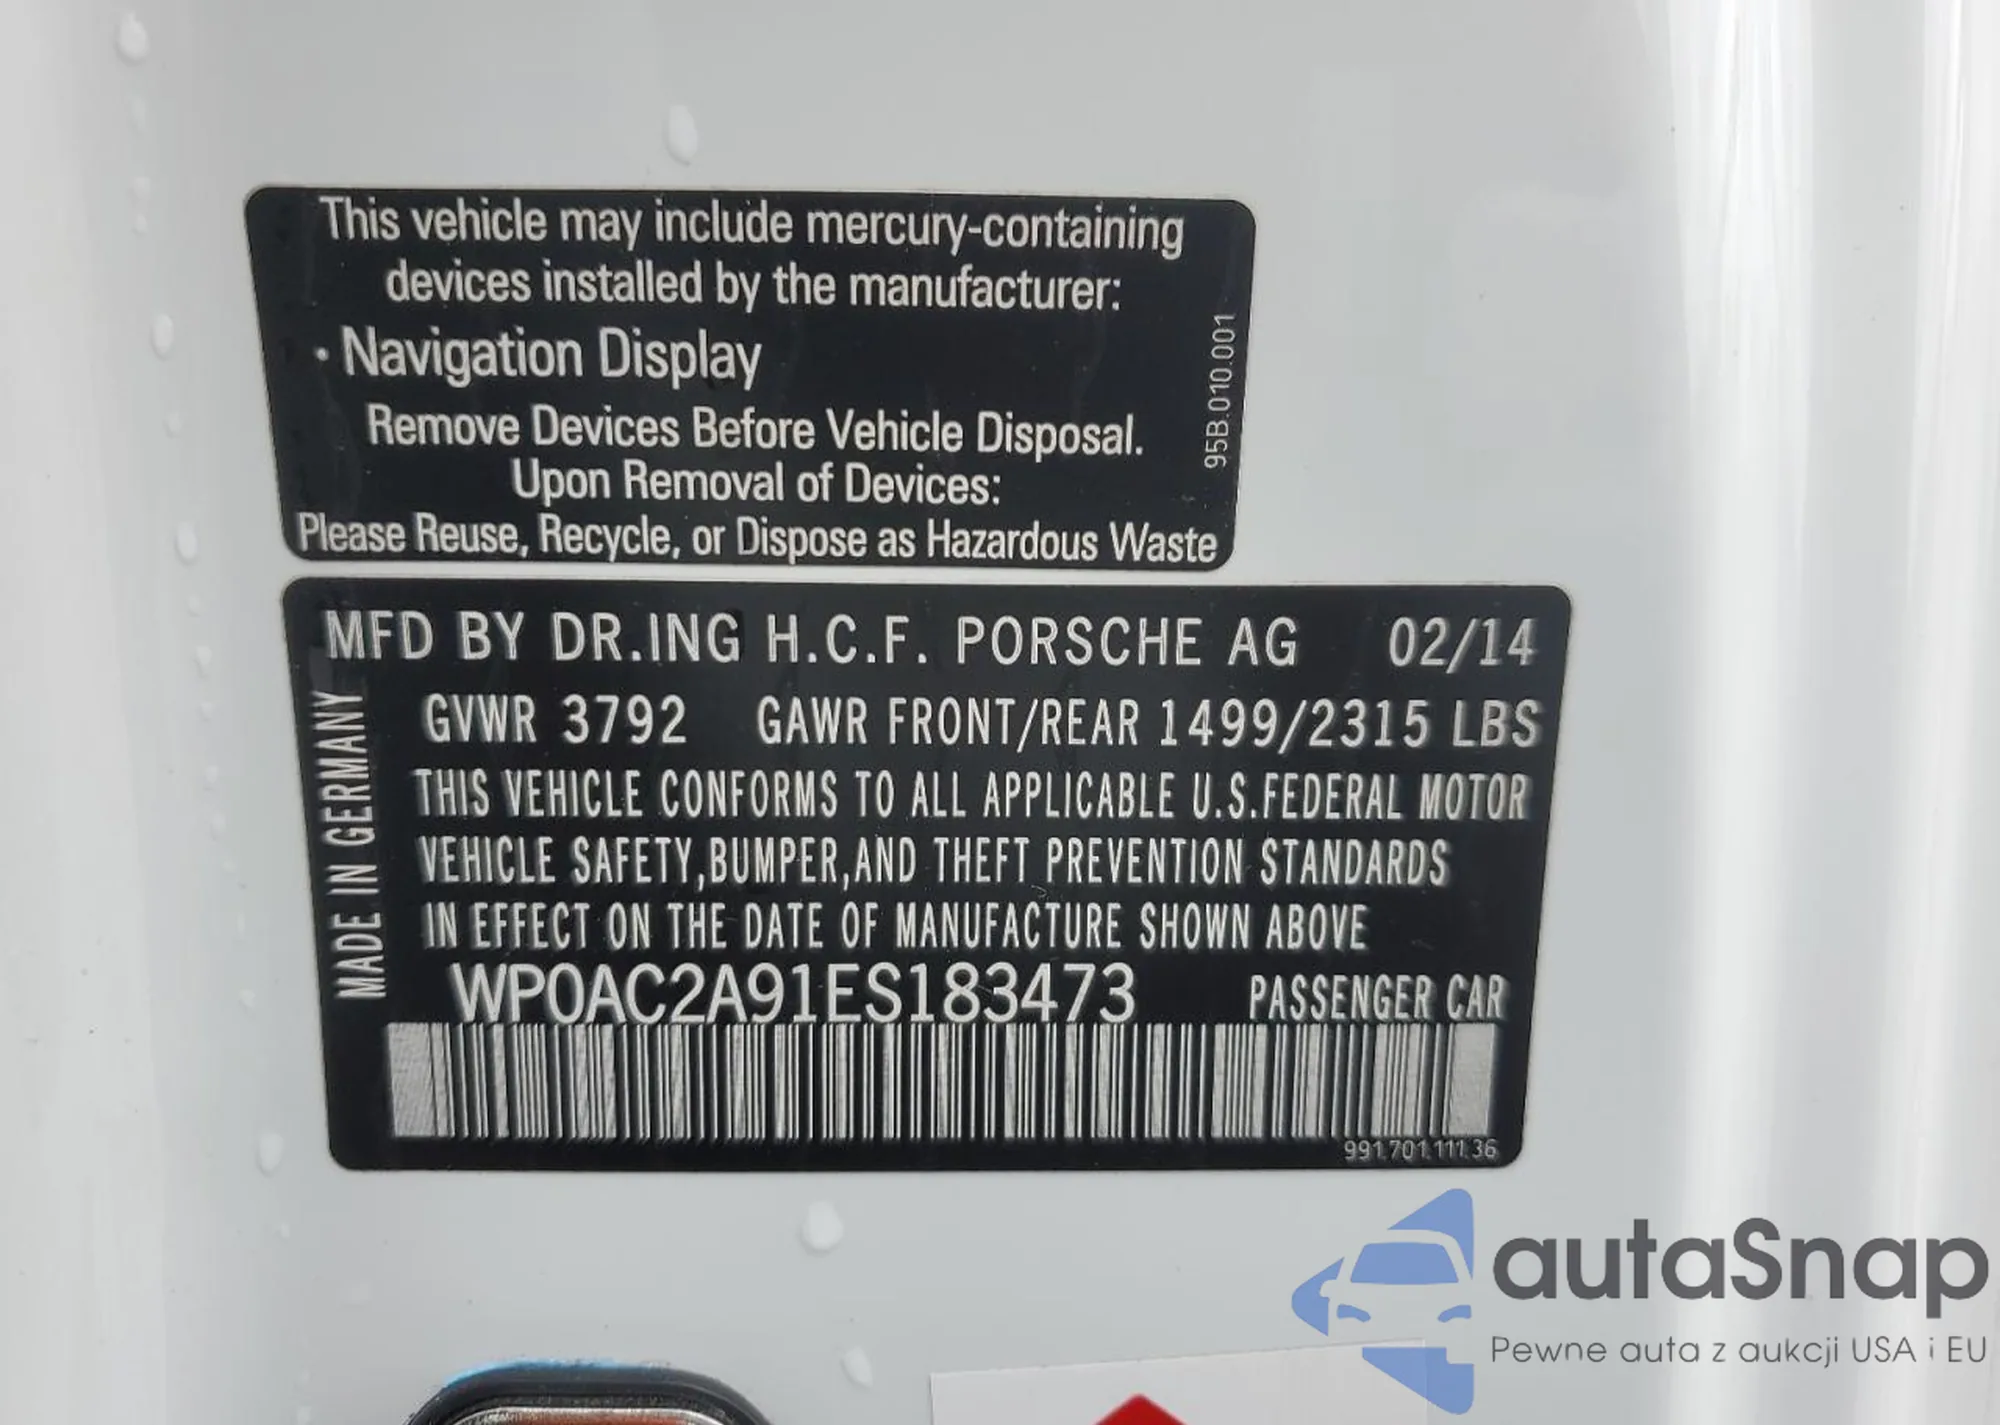 This vehicle may include mercury-containing
devices installed by the manufacturer:
· Navigation Display
Remove Devices Before Vehicle Disposal.
Upon Removal of Devices:
Please Reuse, Recycle, or Dispose as Hazardous Waste
95B.010.001
MFD BY DR.ING H.C.F. PORSCHE AG 02/14
GVWR 3792 GAWR FRONT/REAR 1499/2315 LBS
THIS VEHICLE CONFORMS TO ALL APPLICABLE U.S.FEDERAL MOTOR
VEHICLE SAFETY,BUMPER,AND THEFT PREVENTION STANDARDS
IN EFFECT ON THE DATE OF MANUFACTURE SHOWN ABOVE
WP0AC2A91ES183473 PASSENGER CAR
MADE IN GERMANY
991.701.111.36
autaSnap
Pewne auta z aukcji USA i EU